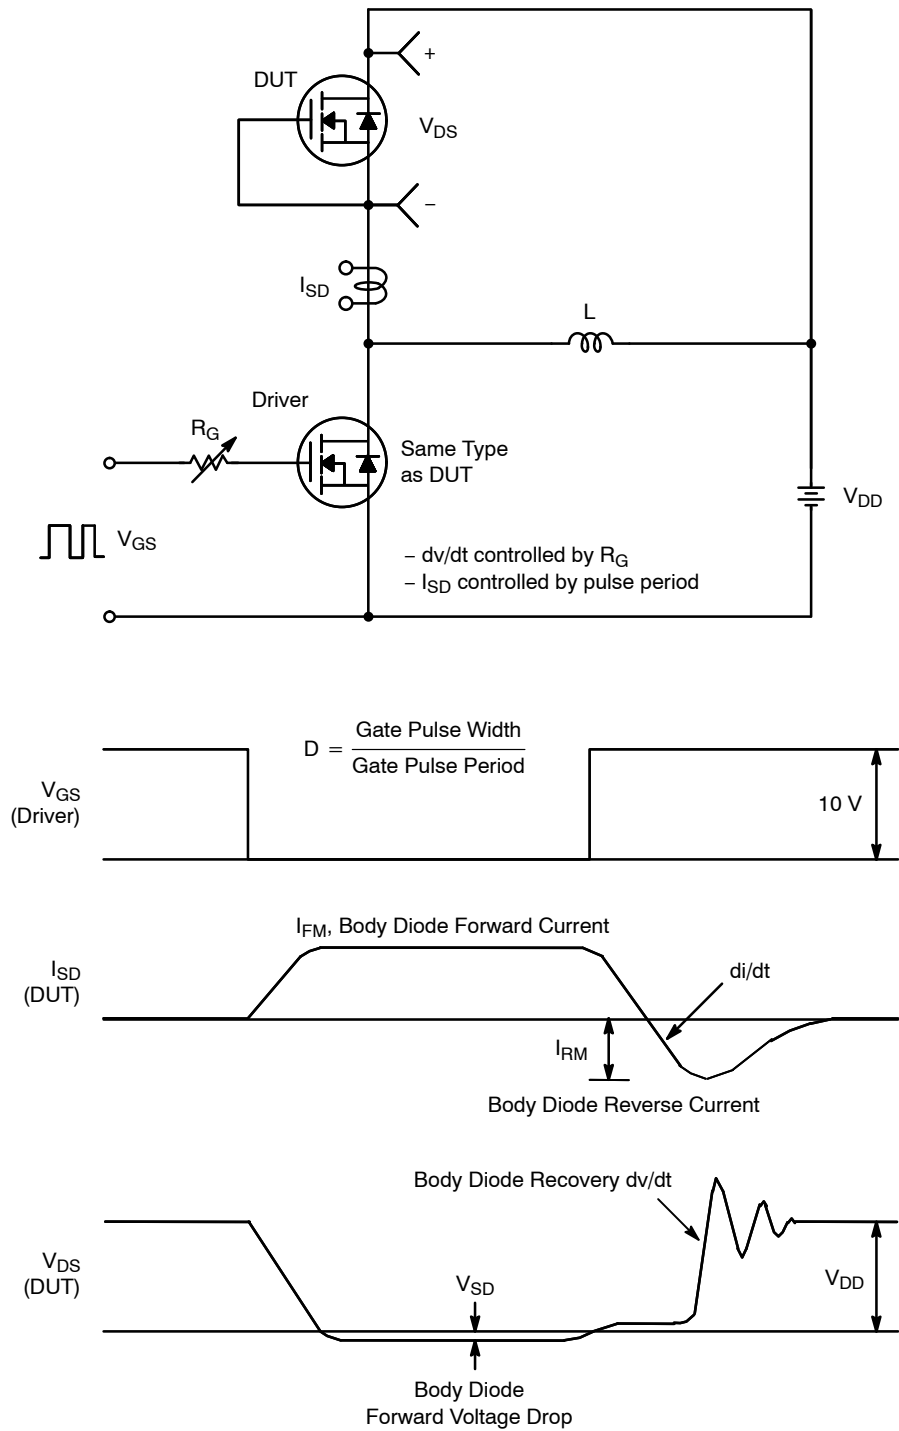 +
DUT
V_DS
−
I_SD
L
Driver
R_G
Same Type
as DUT
V_DD
V_GS
− dv/dt controlled by R_G
− I_SD controlled by pulse period
D = Gate Pulse Width
Gate Pulse Period
V_GS
(Driver)
10 V
I_FM, Body Diode Forward Current
I_SD
(DUT)
di/dt
I_RM
Body Diode Reverse Current
Body Diode Recovery dv/dt
V_DS
(DUT)
V_SD
V_DD
Body Diode
Forward Voltage Drop